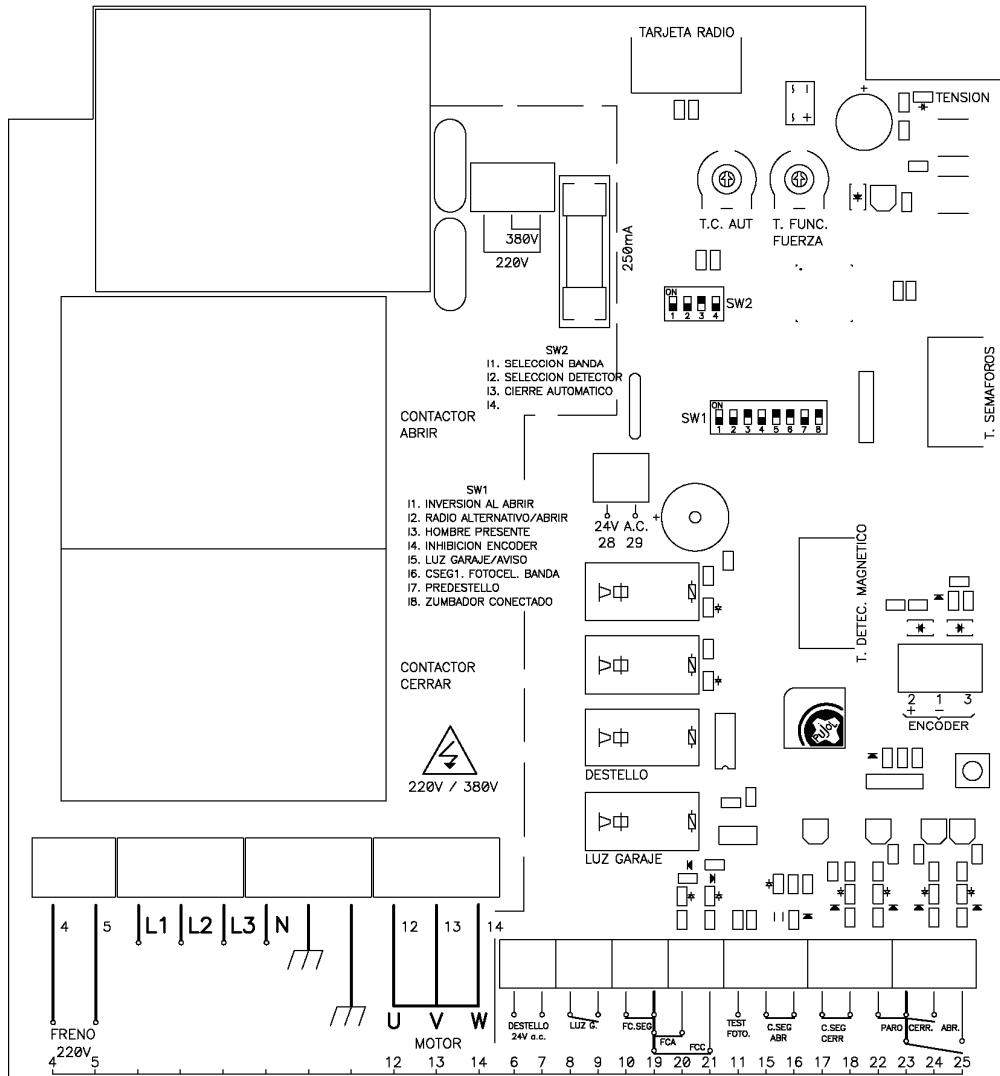 TARJETA RADIO
TENSION
T.C. AUT
T. FUNC.
FUERZA
380V
220V
250mA
ON
1 2 3 4
SW2
SW2
I1. SELECCION BANDA
I2. SELECCION DETECTOR
I3. CIERRE AUTOMATICO
I4.
T. SEMAFOROS
CONTACTOR
ABRIR
SW1
ON
1 2 3 4 5 6 7 8
SW1
I1. INVERSION AL ABRIR
I2. RADIO ALTERNATIVO/ABRIR
I3. HOMBRE PRESENTE
I4. INHIBICION ENCODER
I5. LUZ GARAJE/AVISO
I6. CSEG1. FOTOCEL. BANDA
I7. PREDESTELLO
I8. ZUMBADOR CONECTADO
24V A.C.
28 29
+
T. DETEC. MAGNETICO
CONTACTOR
CERRAR
2 1 3
+ −
ENCODER
PUJOL
220V / 380V
DESTELLO
LUZ GARAJE
4 5 L1 L2 L3 N 12 13 14
U V W
MOTOR
FRENO
220V
DESTELLO
24V a.c.
LUZ G.
FC.SEG
FCA
FCC
TEST
FOTO.
C.SEG
ABR
C.SEG
CERR
PARO
CERR.
ABR.
4 5 12 13 14 6 7 8 9 10 19 20 21 11 15 16 17 18 22 23 24 25